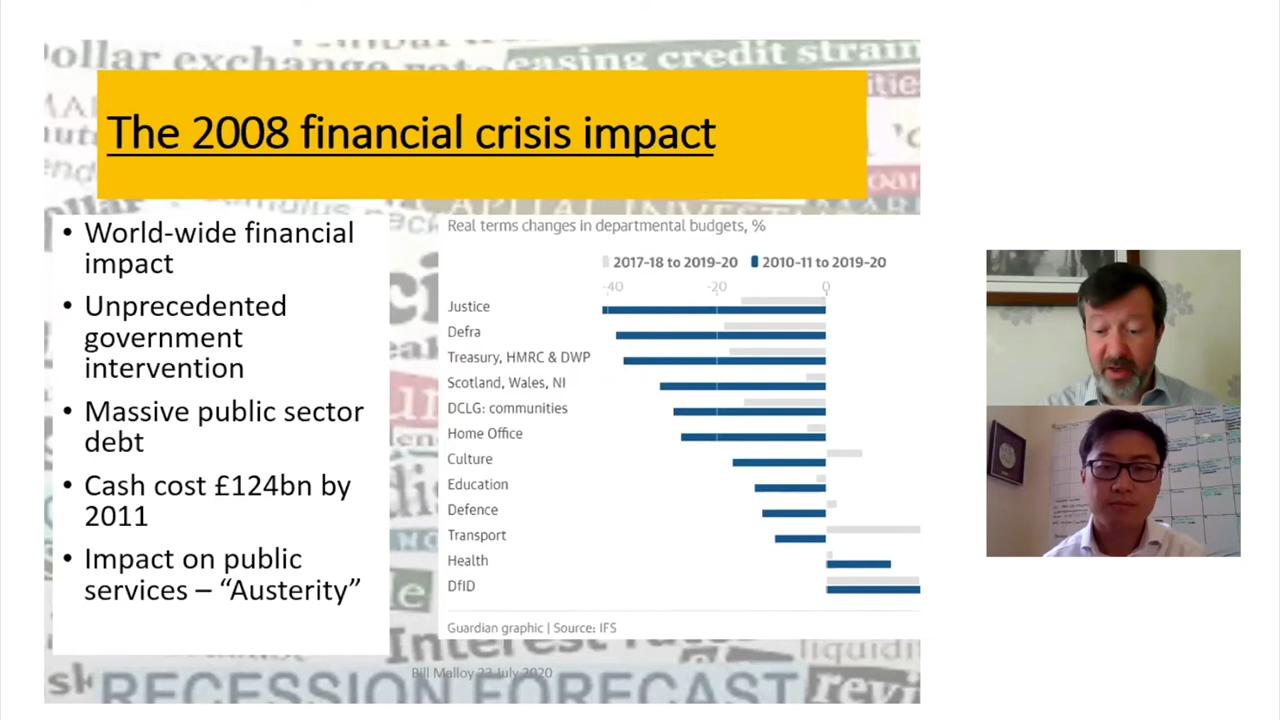 ollar exchange rate easing credit strain
The 2008 financial crisis impact
• World-wide financial
impact
• Unprecedented
government
intervention
• Massive public sector
debt
• Cash cost £124bn by
2011
• Impact on public
services – “Austerity”
Real terms changes in departmental budgets, %
2017-18 to 2019-20 2010-11 to 2019-20
-40 -20 0
Justice
Defra
Treasury, HMRC & DWP
Scotland, Wales, NI
DCLG: communities
Home Office
Culture
Education
Defence
Transport
Health
DfID
Guardian graphic | Source: IFS
Bill Malloy 23 July 2020
RECESSION FORECAST